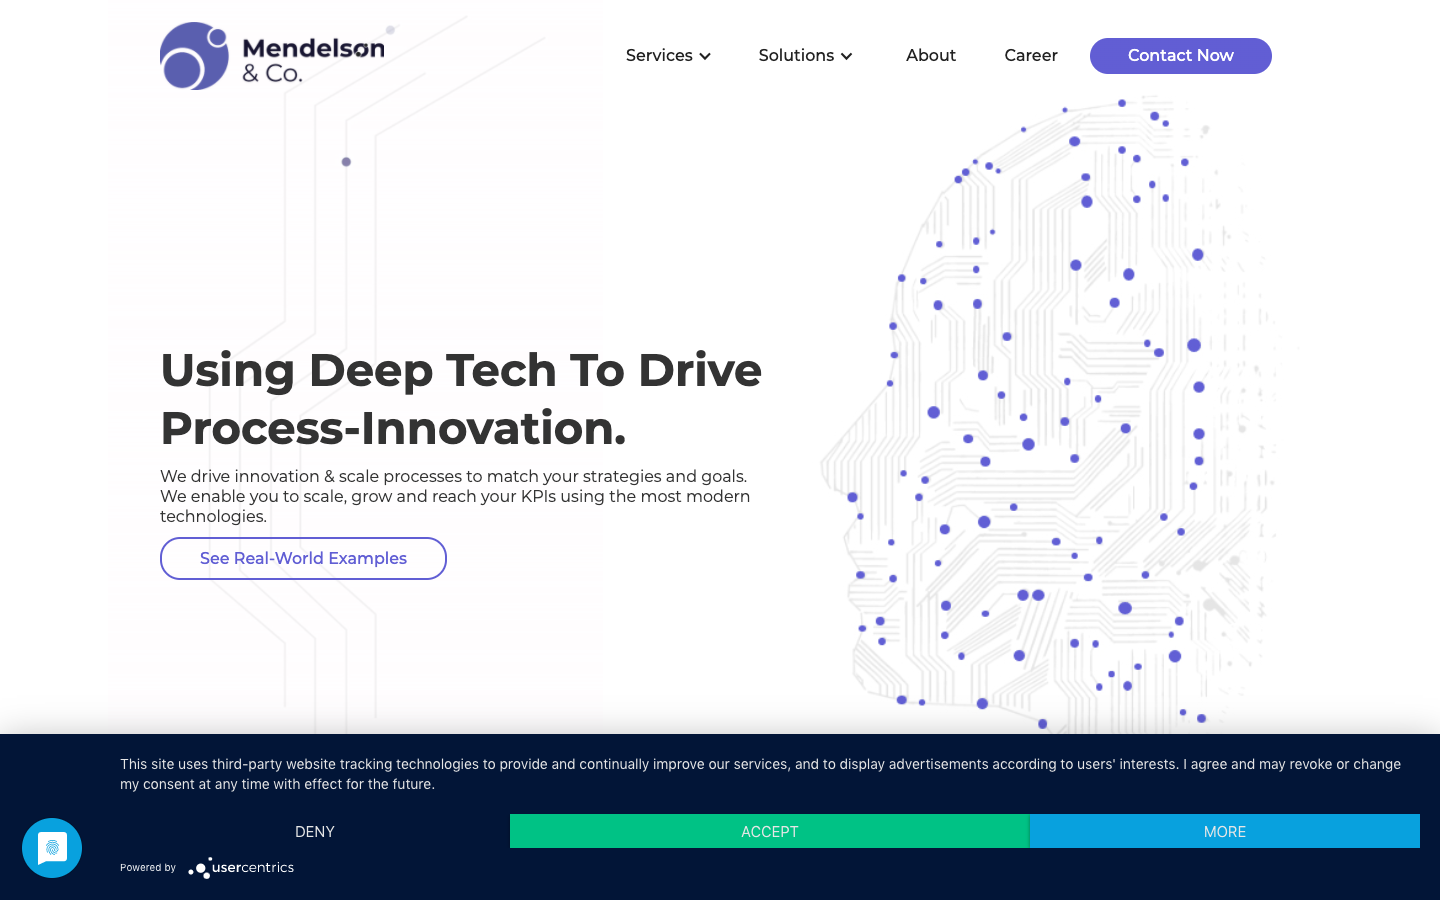 Mendelson
& Co.
Services
Solutions
About
Career
Contact Now
Using Deep Tech To Drive
Process-Innovation.
We drive innovation & scale processes to match your strategies and goals.
We enable you to scale, grow and reach your KPIs using the most modern
technologies.
See Real-World Examples
This site uses third-party website tracking technologies to provide and continually improve our services, and to display advertisements according to users' interests. I agree and may revoke or change
my consent at any time with effect for the future.
DENY
ACCEPT
MORE
Powered by usercentrics